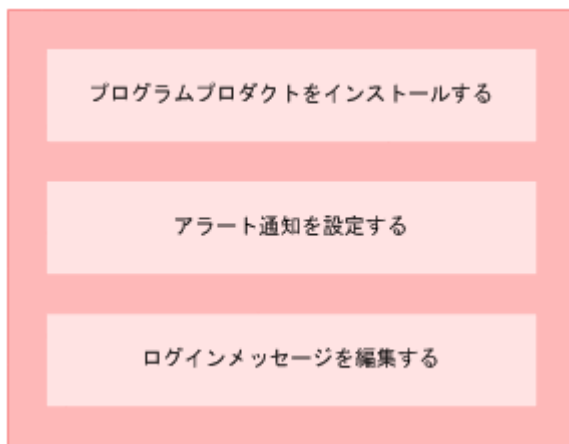 プログラムプロダクトをインストールする
アラート通知を設定する
ログインメッセージを編集する